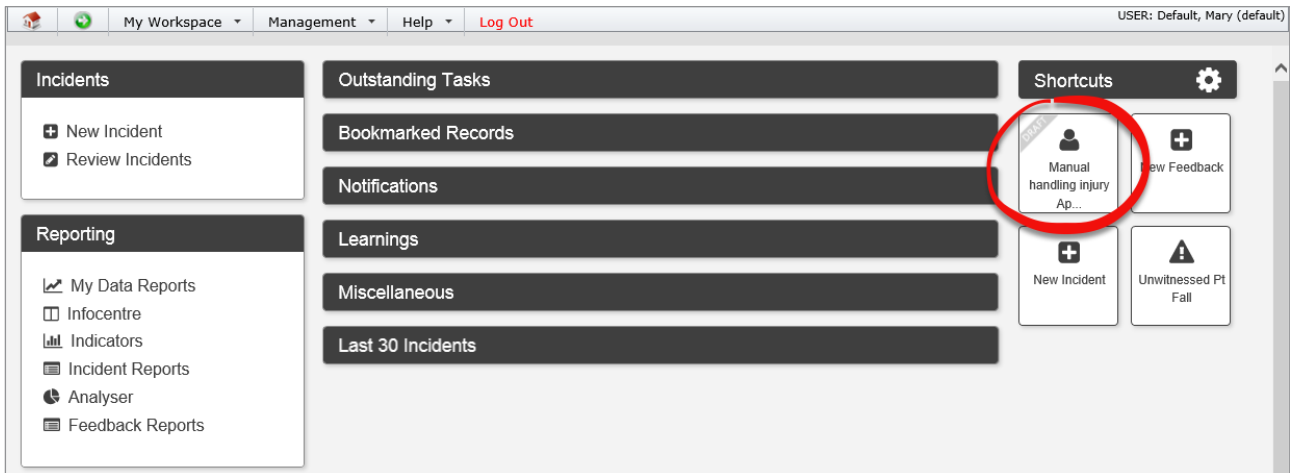 My Workspace
Management
Help
Log Out
USER: Default, Mary (default)
Incidents
New Incident
Review Incidents
Reporting
My Data Reports
Infocentre
Indicators
Incident Reports
Analyser
Feedback Reports
Outstanding Tasks
Bookmarked Records
Notifications
Learnings
Miscellaneous
Last 30 Incidents
Shortcuts
DRAFT
Manual
handling injury
Ap...
New Feedback
New Incident
Unwitnessed Pt
Fall